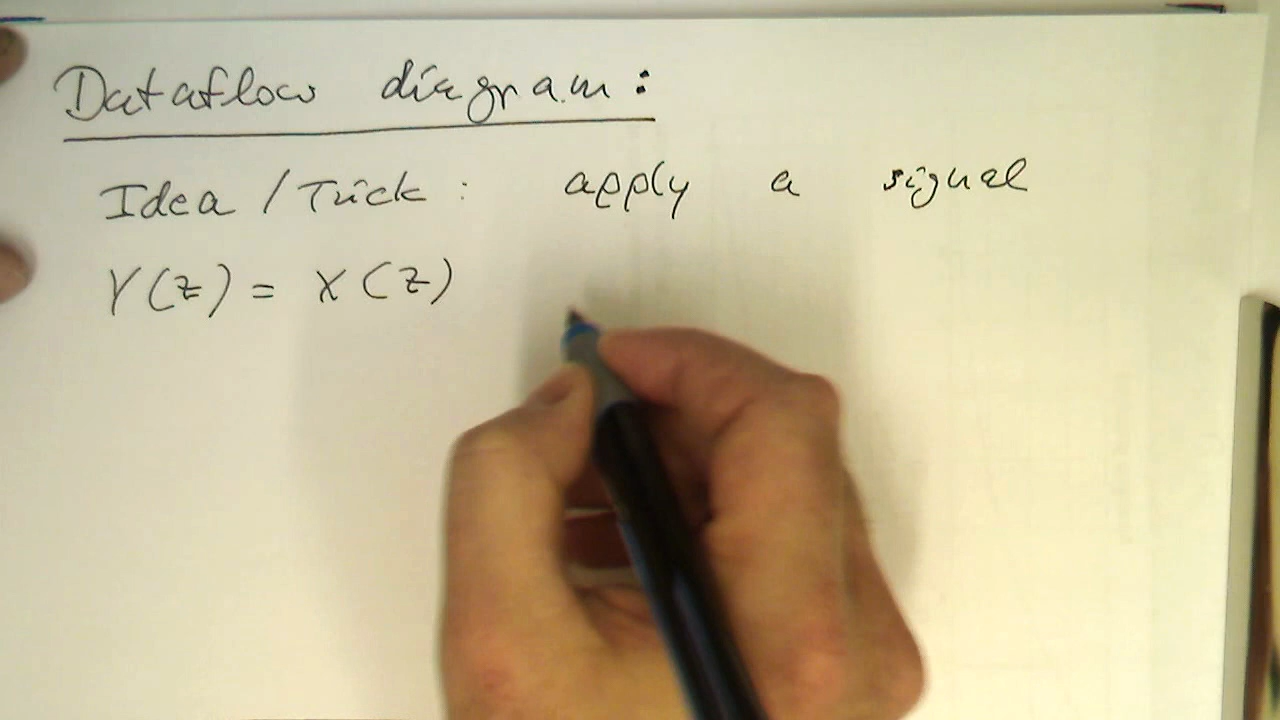 Dataflow diagram:
Idea / Trick : apply a signal
Y(z) = X(z)